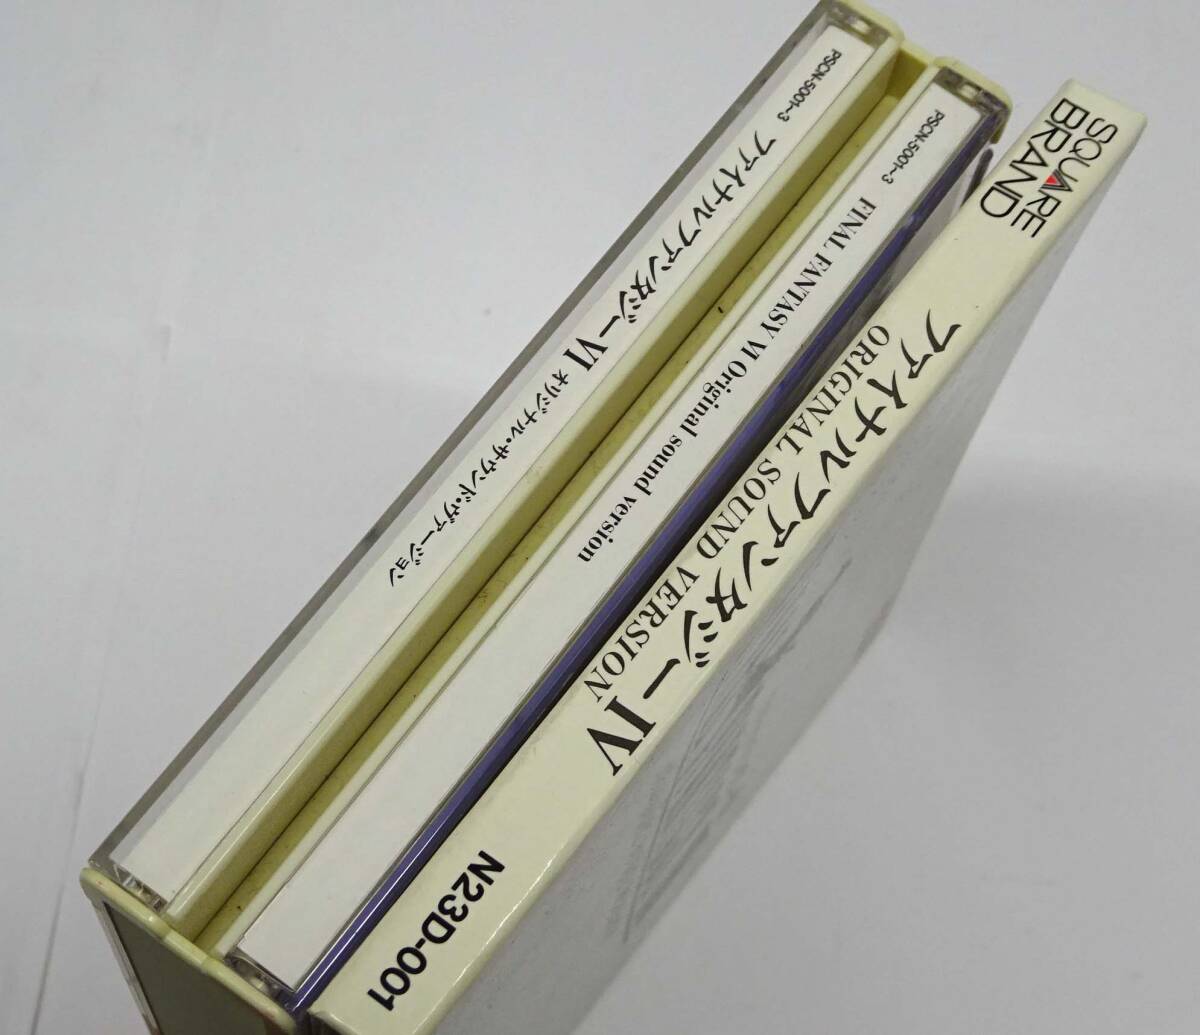 PSCN-5001~3 ファイナルファンタジーVI オリジナル・サウンド・ヴァージョン
PSCN-5001~3 FINAL FANTASY VI Original sound version
SQUARE
BRAND
ファイナルファンタジーIV
ORIGINAL SOUND VERSION
N23D-001